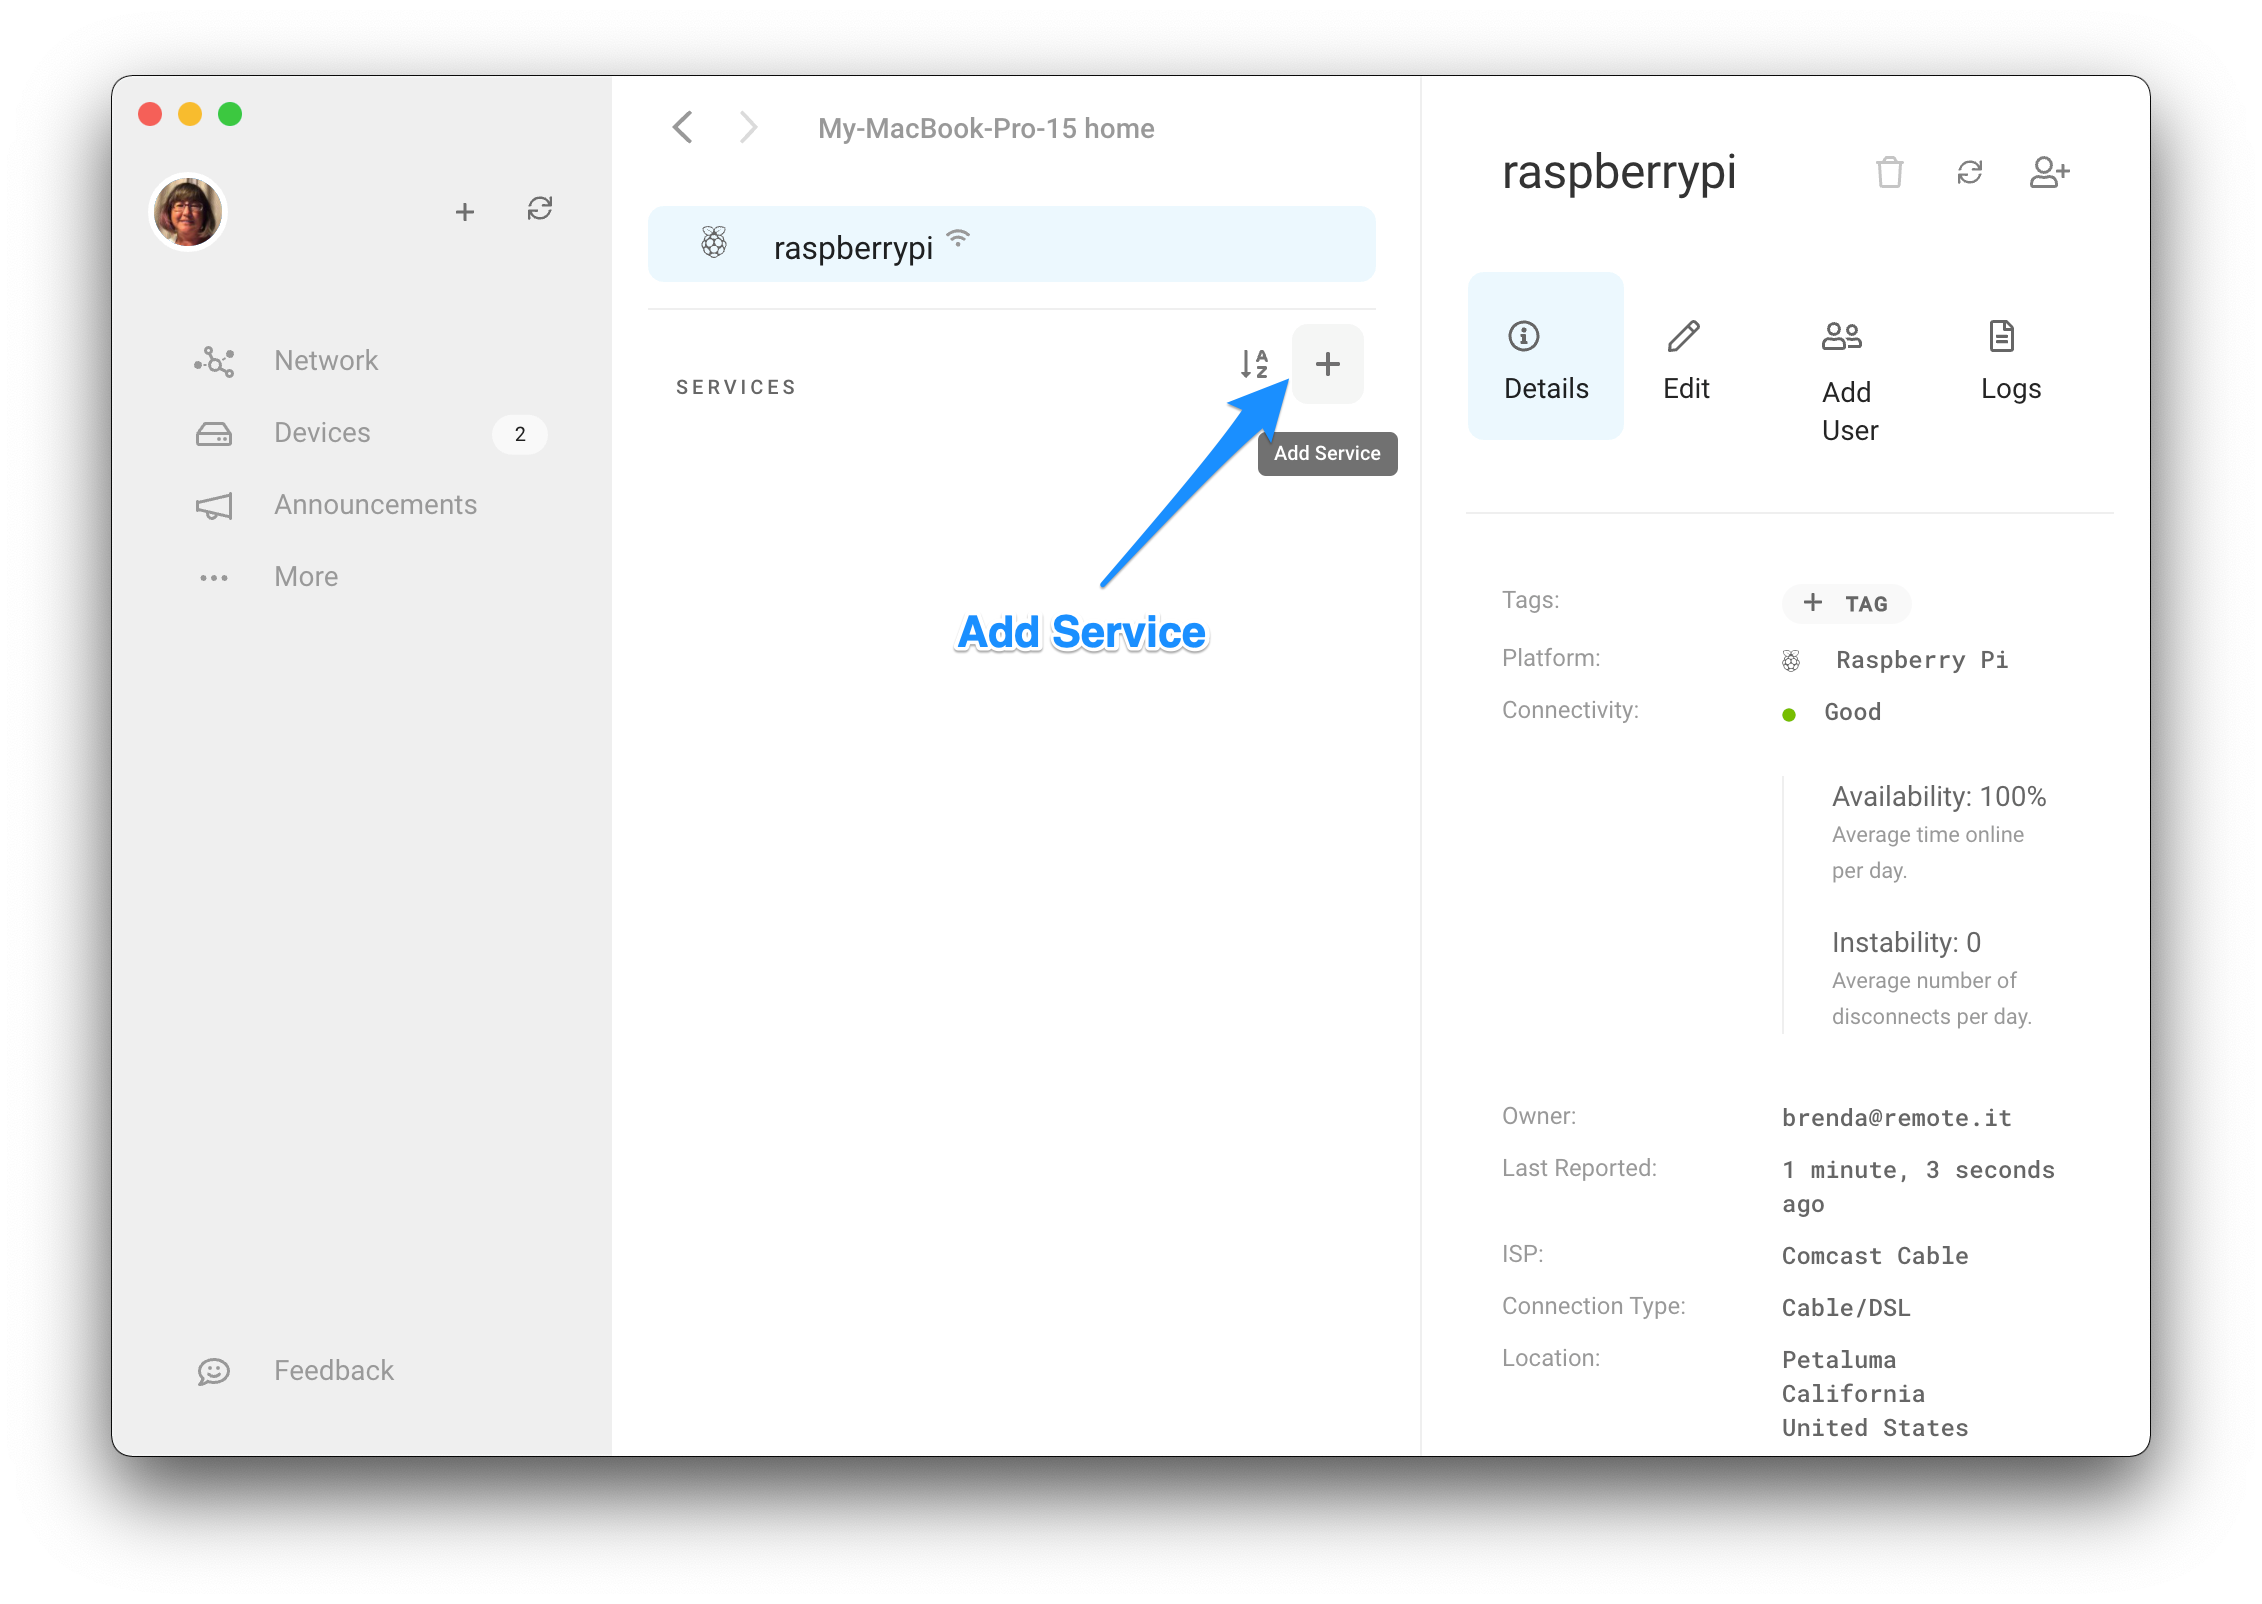 My-MacBook-Pro-15 home
Network
Devices 2
Announcements
More
Feedback
raspberrypi
SERVICES
A
Z
Add Service
Add Service
raspberrypi
Details
Edit
Add
User
Logs
Tags: + TAG
Platform: Raspberry Pi
Connectivity: Good
Availability: 100%
Average time online
per day.
Instability: 0
Average number of
disconnects per day.
Owner: brenda@remote.it
Last Reported: 1 minute, 3 seconds
ago
ISP: Comcast Cable
Connection Type: Cable/DSL
Location: Petaluma
California
United States